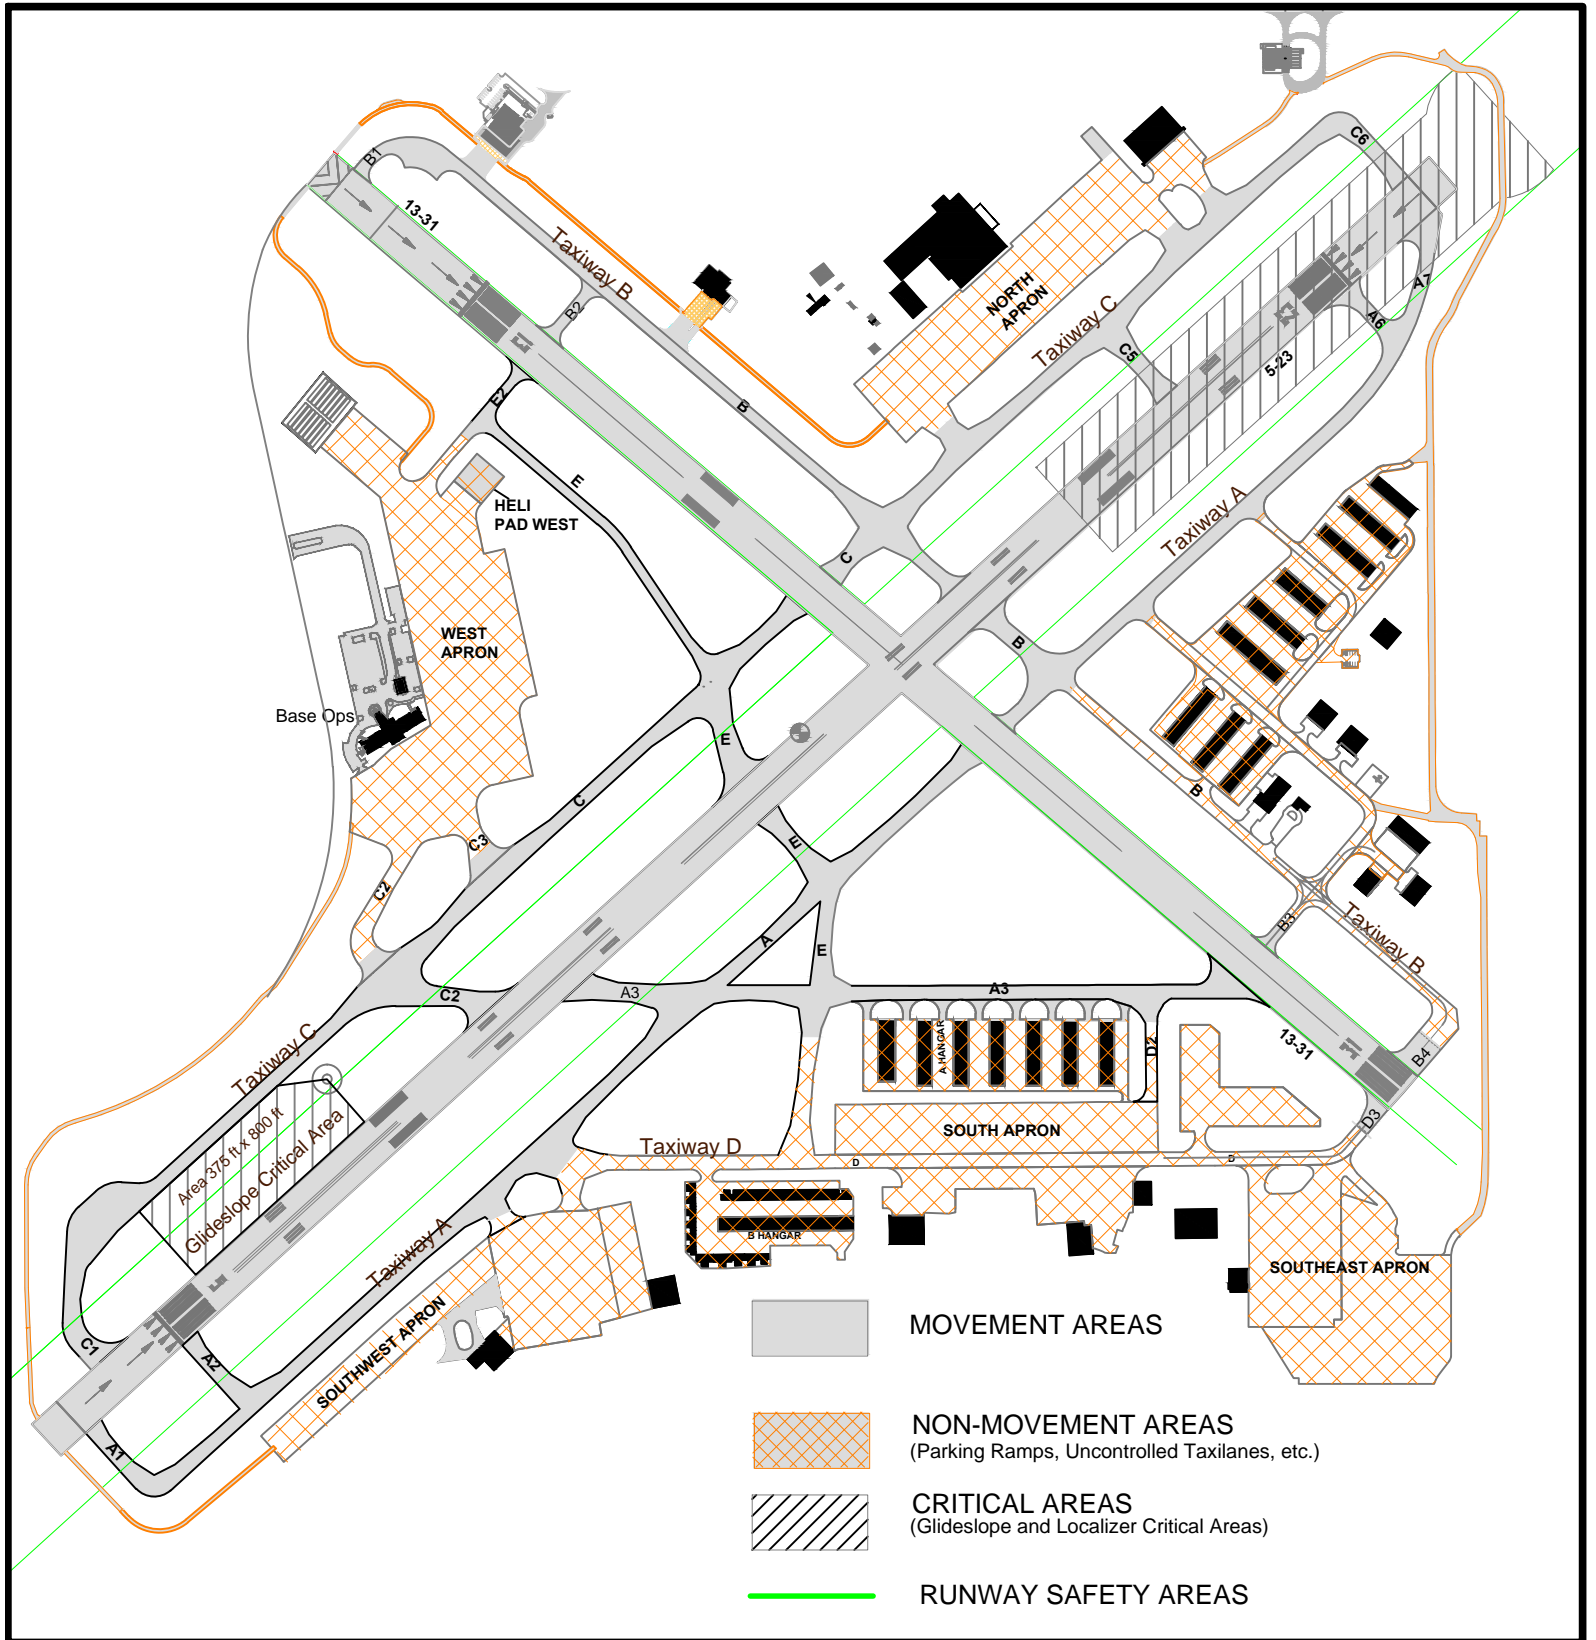 C6
B1
13-31
Taxiway B
NORTH
APRON
Taxiway C
A7
B2
A6
C5
5-23
E2
B
E
HELI
PAD WEST
Taxiway A
C
WEST
APRON
B
Base Ops
E
B
C
E
C3
C2
Taxiway B
B3
A
E
C2
A3
A3
Taxiway C
A HANGAR
D2
13-31
B4
Area 375 ft x 800 ft
Glideslope Critical Area
D3
SOUTH APRON
Taxiway D
D
D
Taxiway A
B HANGAR
SOUTHEAST APRON
SOUTHWEST APRON
C1
A2
A1
MOVEMENT AREAS
NON-MOVEMENT AREAS
(Parking Ramps, Uncontrolled Taxilanes, etc.)
CRITICAL AREAS
(Glideslope and Localizer Critical Areas)
RUNWAY SAFETY AREAS